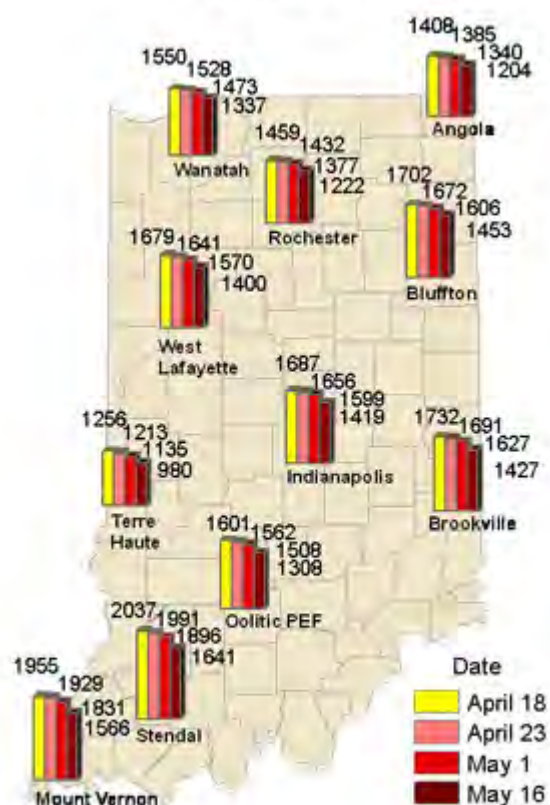 1408
1385
1340
1204
Angola
1550
1528
1473
1337
Wanatah
1459
1432
1377
1222
Rochester
1702
1672
1606
1453
Bluffton
1679
1641
1570
1400
West
Lafayette
1687
1656
1599
1419
Indianapolis
1732
1691
1627
1427
Brookville
1256
1213
1135
980
Terre
Haute
1601
1562
1508
1308
Oolitic PEF
2037
1991
1896
1641
Stendal
1955
1929
1831
1566
Mount Vernon
Date
April 18
April 23
May 1
May 16